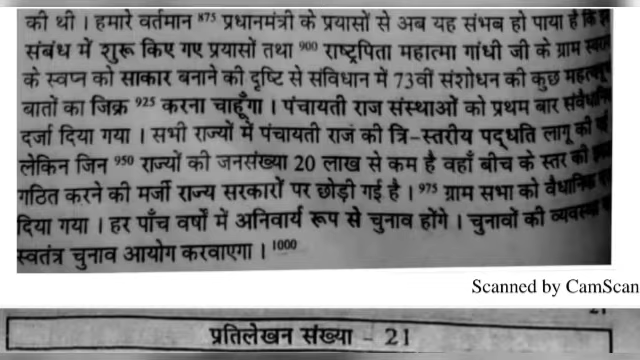 की थी । हमारे वर्तमान 875 प्रधानमंत्री के प्रयासों से अब यह संभव हो पाया है कि
संबंध में शुरू किए गए प्रयासों तथा 900 राष्ट्रपिता महात्मा गांधी जी के ग्राम
के स्वप्न को साकार बनाने की दृष्टि से संविधान में 73वीं संशोधन की कुछ
बातों का जिक्र 925 करना चाहूँगा । पंचायती राज संस्थाओं को प्रथम बार
दर्जा दिया गया । सभी राज्यों में पंचायती राज की त्रि-स्तरीय पद्धति लागू की
लेकिन जिन 950 राज्यों की जनसंख्या 20 लाख से कम है वहाँ बीच के स्तर को
गठित करने की मर्जी राज्य सरकारों पर छोड़ी गई है । 975 ग्राम सभा को
दिया गया । हर पाँच वर्षों में अनिवार्य रूप से चुनाव होंगे । चुनावों की व्यवस्था
स्वतंत्र चुनाव आयोग करवाएगा । 1000
Scanned by CamScan
प्रतिलेखन संख्या - 21